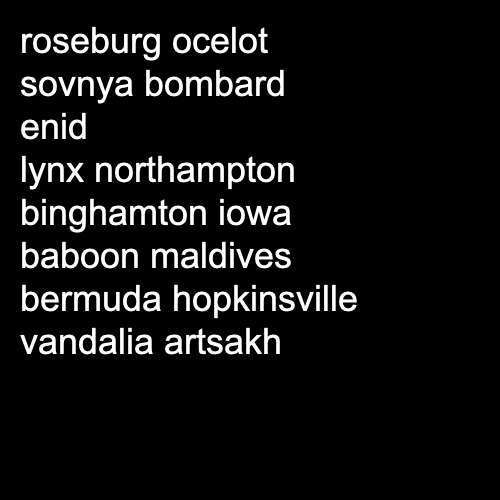 roseburg ocelot
sovnya bombard
enid
lynx northampton
binghamton iowa
baboon maldives
bermuda hopkinsville
vandalia artsakh